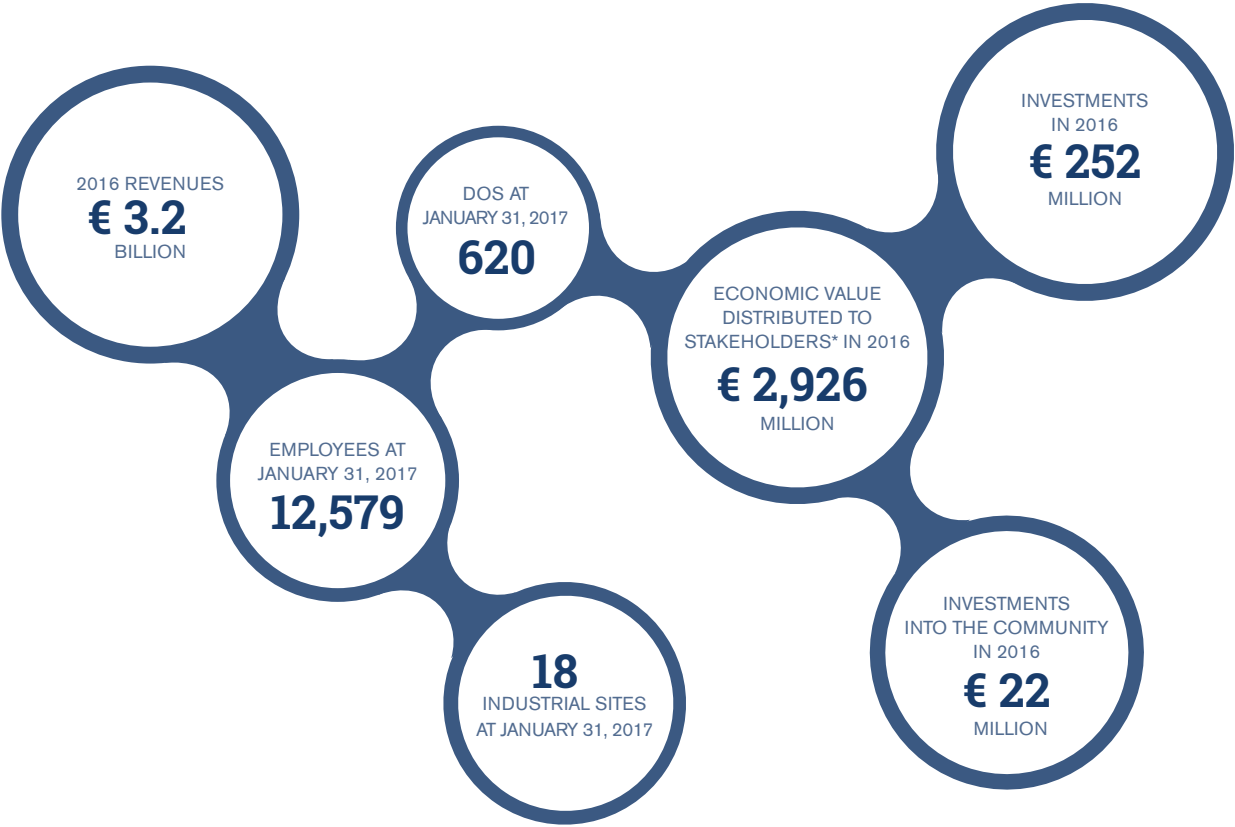 2016 REVENUES
€ 3.2
BILLION
DOS AT
JANUARY 31, 2017
620
INVESTMENTS
IN 2016
€ 252
MILLION
ECONOMIC VALUE
DISTRIBUTED TO
STAKEHOLDERS* IN 2016
€ 2,926
MILLION
EMPLOYEES AT
JANUARY 31, 2017
12,579
18
INDUSTRIAL SITES
AT JANUARY 31, 2017
INVESTMENTS
INTO THE COMMUNITY
IN 2016
€ 22
MILLION